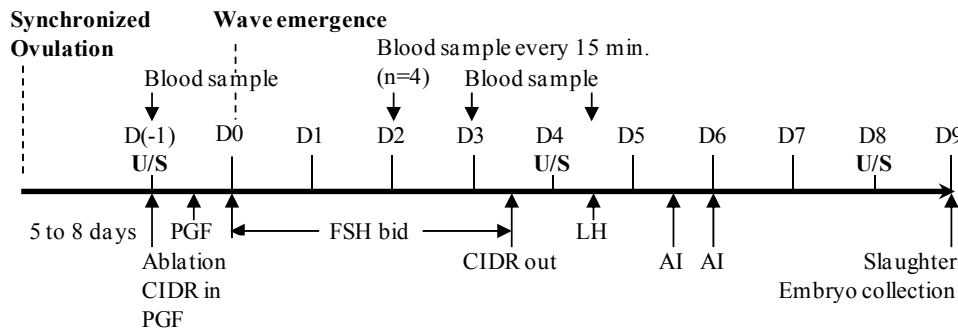 Synchronized Wave emergence
Ovulation Blood sample every 15 min.
Blood sample (n=4) Blood sample
D(-1) D0 D1 D2 D3 D4 D5 D6 D7 D8 D9
U/S U/S U/S
5 to 8 days PGF FSH bid LH
Ablation CIDR out AI AI Slaughter
CIDR in Embryo collection
PGF